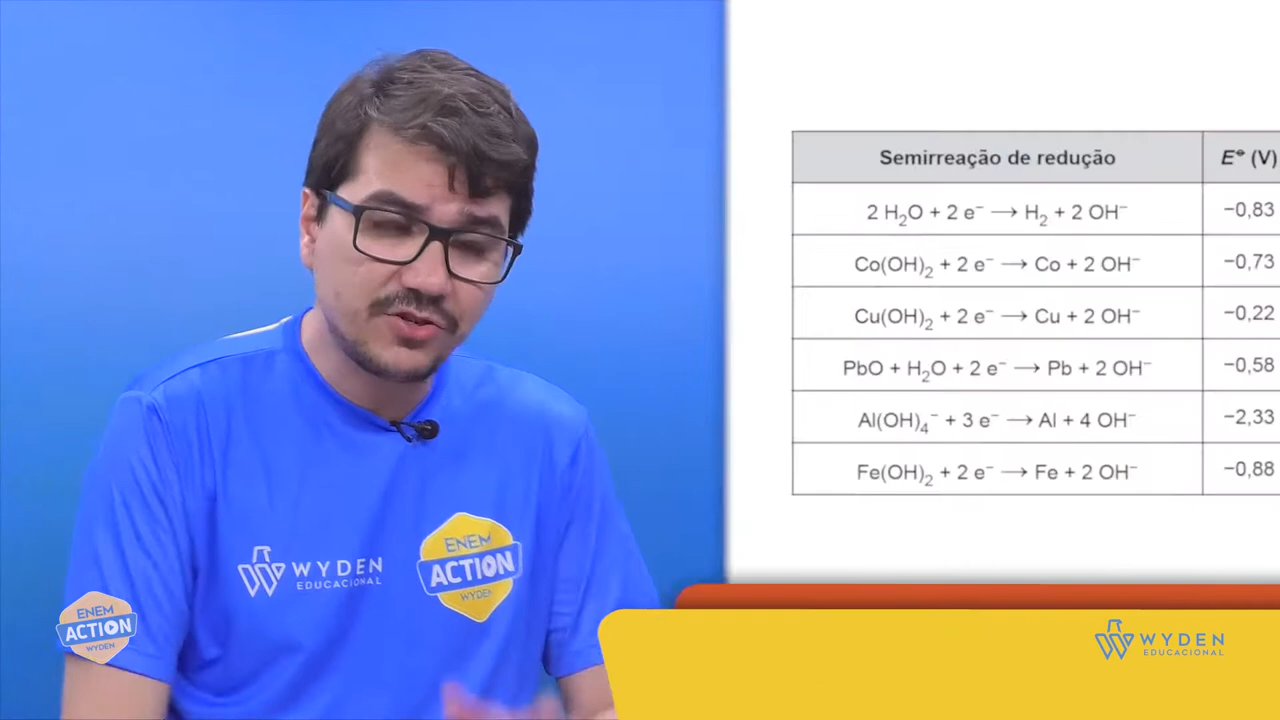 Semirreação de redução E° (V)
2 H₂O + 2 e⁻ → H₂ + 2 OH⁻ −0,83
Co(OH)₂ + 2 e⁻ → Co + 2 OH⁻ −0,73
Cu(OH)₂ + 2 e⁻ → Cu + 2 OH⁻ −0,22
PbO + H₂O + 2 e⁻ → Pb + 2 OH⁻ −0,58
Al(OH)₄⁻ + 3 e⁻ → Al + 4 OH⁻ −2,33
Fe(OH)₂ + 2 e⁻ → Fe + 2 OH⁻ −0,88
WYDEN
EDUCACIONAL
ENEM
ACTION
WYDEN
ENEM
ACTION
WYDEN
WYDEN
EDUCACIONAL